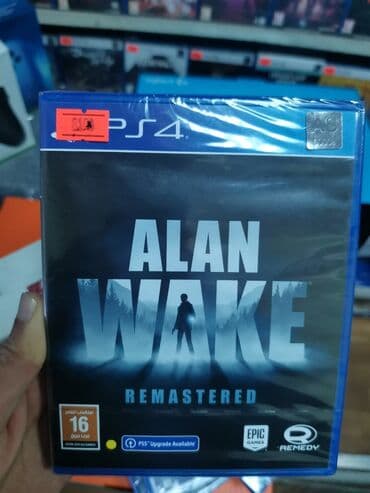 PS4
ALAN
WAKE
REMASTERED
16
PS5 Upgrade Available
EPIC
GAMES
REMEDY